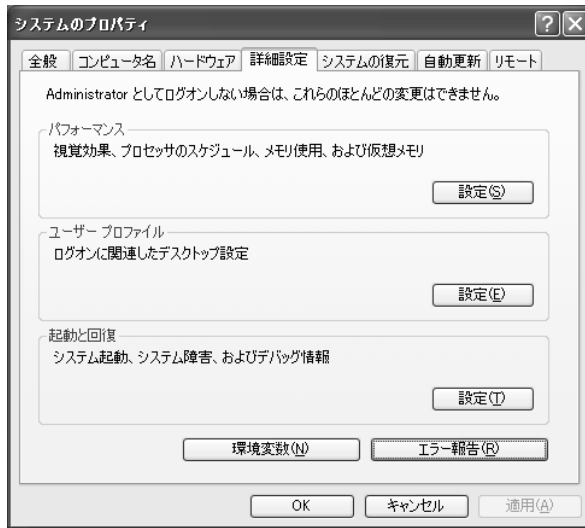 システムのプロパティ
全般 コンピュータ名 ハードウェア 詳細設定 システムの復元 自動更新 リモート
Administrator としてログオンしない場合は、これらのほとんどの変更はできません。
パフォーマンス
視覚効果、プロセッサのスケジュール、メモリ使用、および仮想メモリ
設定(S)
ユーザー プロファイル
ログオンに関連したデスクトップ設定
設定(E)
起動と回復
システム起動、システム障害、およびデバッグ情報
設定(T)
環境変数(N) エラー報告(R)
OK キャンセル 適用(A)